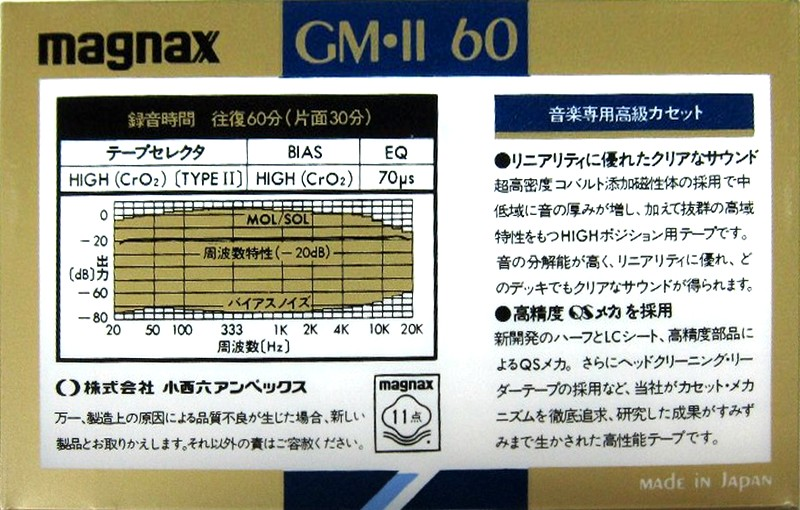 magnax
GM•II 60
録音時間 往復60分(片面30分)
テープセレクタ BIAS EQ
HIGH (CrO2) 〔TYPE II〕 HIGH (CrO2) 70μs
0
-20
-60
-80
出力
〔dB〕
MOL/SOL
周波数特性(-20dB)
バイアスノイズ
20 50 100 333 1K 2K 4K 10K 20K
周波数〔Hz〕
株式会社 小西六アンペックス
万一、製造上の原因による品質不良が生じた場合、新しい
製品とお取りかえします。それ以外の責はご容赦ください。
magnax
11点
音楽専用高級カセット
●リニアリティに優れたクリアなサウンド
超高密度コバルト添加磁性体の採用で中
低域に音の厚みが増し、加えて抜群の高域
特性をもつHIGHポジション用テープです。
音の分解能が高く、リニアリティに優れ、ど
のデッキでもクリアなサウンドが得られます。
●高精度QSメカを採用
新開発のハーフとLCシート、高精度部品に
よるQSメカ。さらにヘッドクリーニング・リー
ダーテープの採用など、当社がカセット・メカ
ニズムを徹底追求、研究した成果がすみず
みまで生かされた高性能テープです。
MADE IN JAPAN